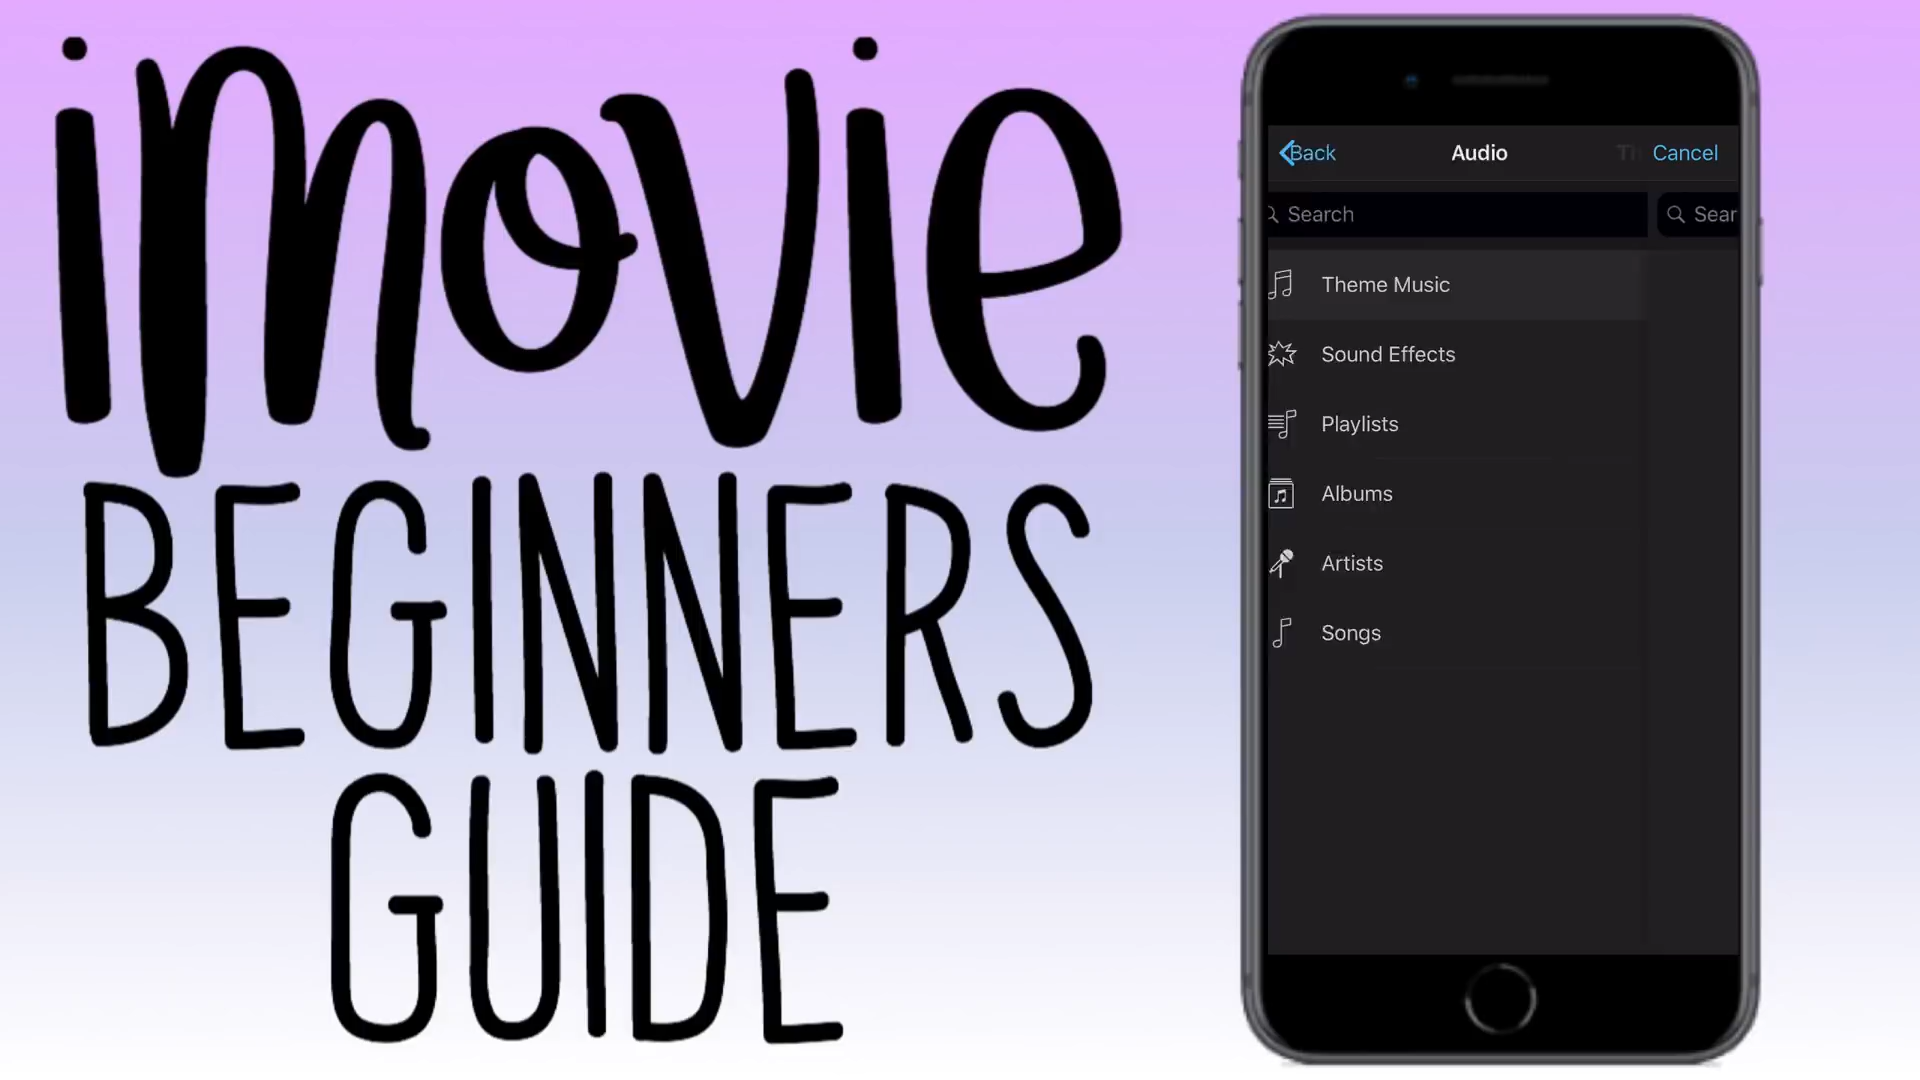 iMovie
BEGINNERS
GUIDE
Back Audio Cancel
Search Sear
Theme Music
Sound Effects
Playlists
Albums
Artists
Songs